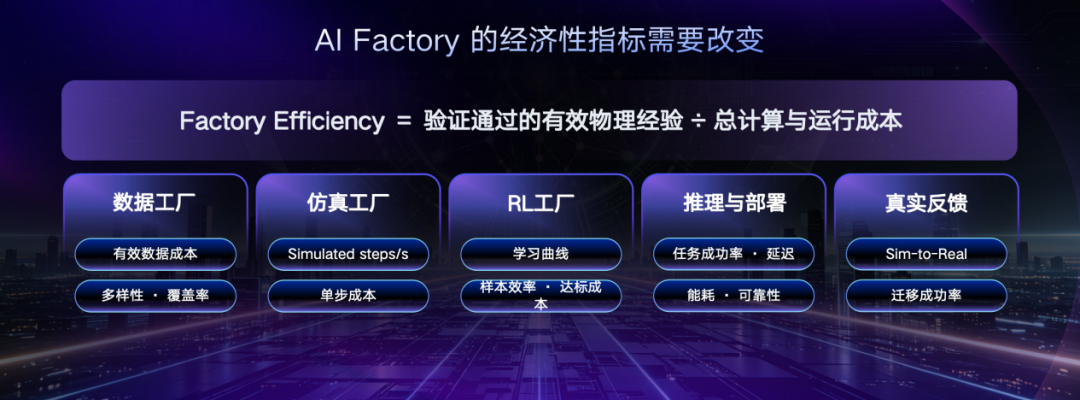 AI Factory 的经济性指标需要改变
Factory Efficiency = 验证通过的有效物理经验 ÷ 总计算与运行成本
数据工厂
有效数据成本
多样性 · 覆盖率
仿真工厂
Simulated steps/s
单步成本
RL工厂
学习曲线
样本效率 · 达标成
本
推理与部署
任务成功率 · 延迟
能耗 · 可靠性
真实反馈
Sim-to-Real
迁移成功率